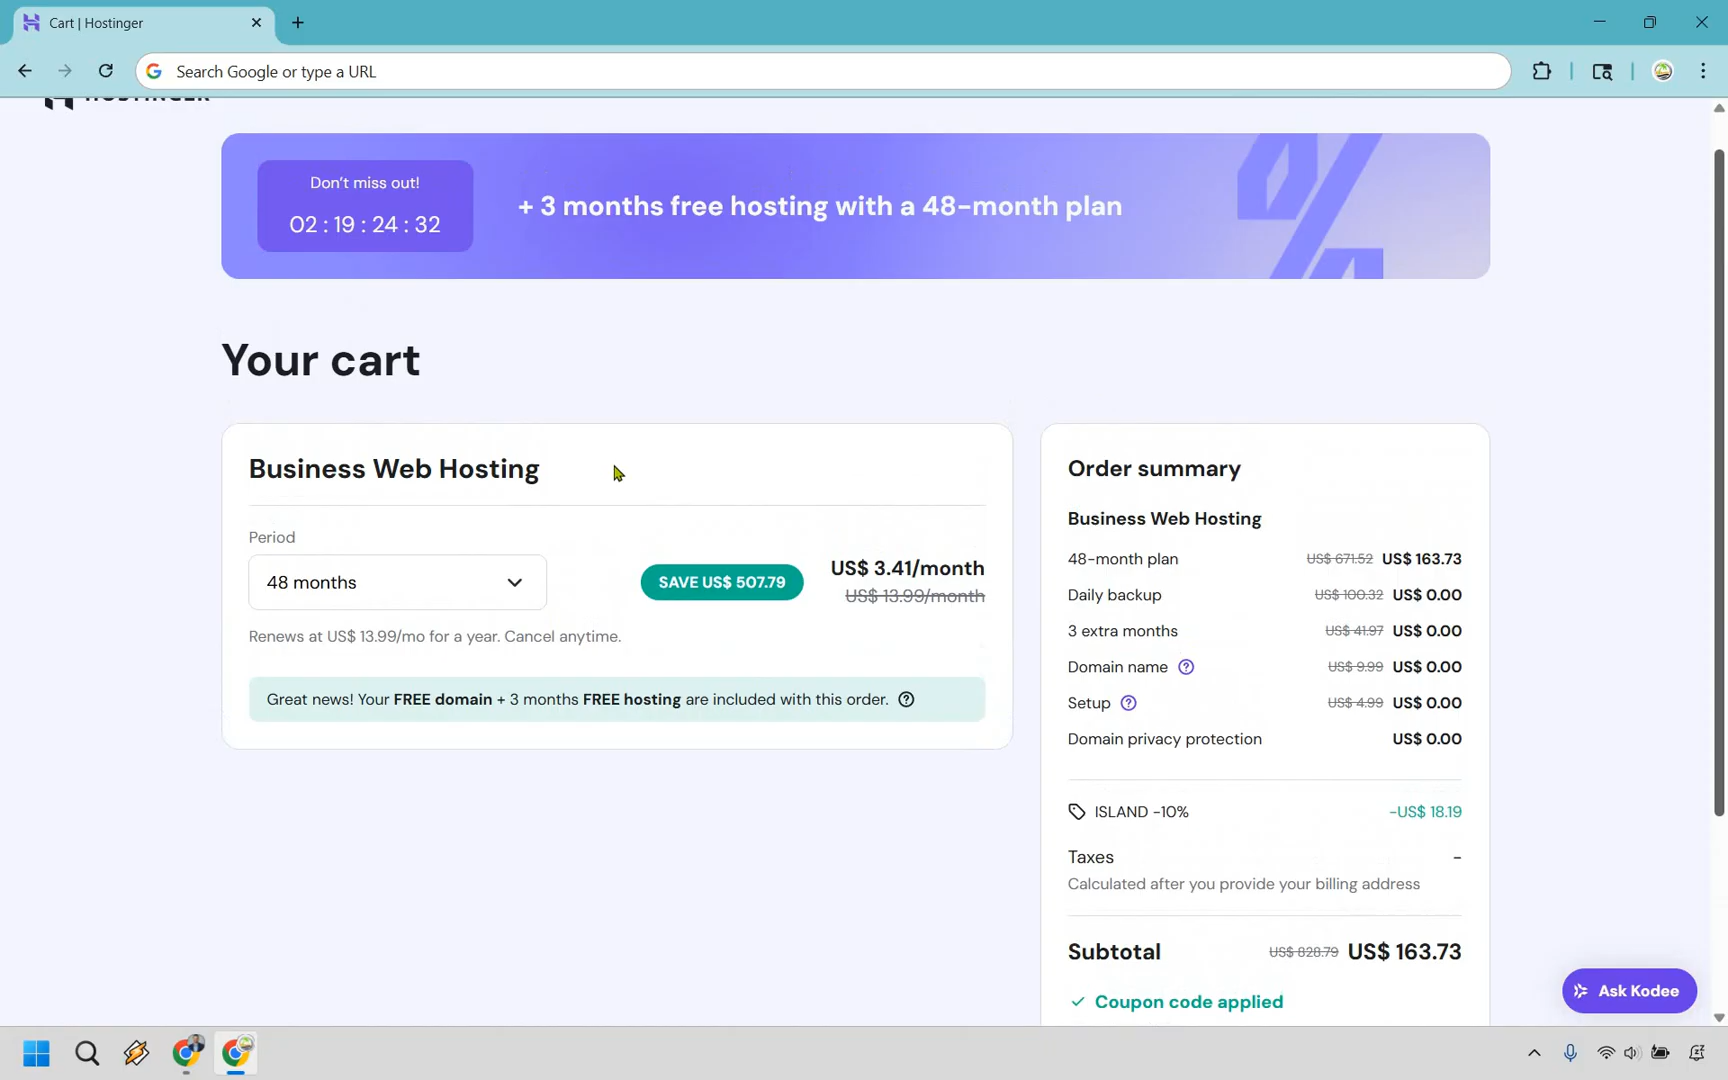 Cart | Hostinger
Search Google or type a URL
HOSTINGER
Don't miss out!
02 : 19 : 24 : 32
+ 3 months free hosting with a 48-month plan
Your cart
Business Web Hosting
Period
48 months
SAVE US$ 507.79
US$ 3.41/month
US$ 13.99/month
Renews at US$ 13.99/mo for a year. Cancel anytime.
Great news! Your FREE domain + 3 months FREE hosting are included with this order.
Order summary
Business Web Hosting
48-month plan US$ 671.52 US$ 163.73
Daily backup US$ 100.32 US$ 0.00
3 extra months US$ 41.97 US$ 0.00
Domain name US$ 9.99 US$ 0.00
Setup US$ 4.99 US$ 0.00
Domain privacy protection US$ 0.00
ISLAND -10% -US$ 18.19
Taxes -
Calculated after you provide your billing address
Subtotal US$ 828.79 US$ 163.73
Coupon code applied
Ask Kodee